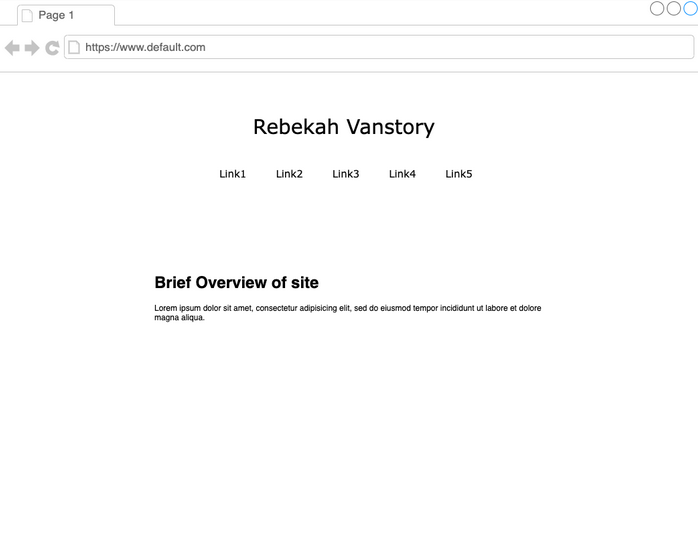 Page 1
https://www.default.com
Rebekah Vanstory
Link1 Link2 Link3 Link4 Link5
Brief Overview of site
Lorem ipsum dolor sit amet, consectetur adipisicing elit, sed do eiusmod tempor incididunt ut labore et dolore
magna aliqua.